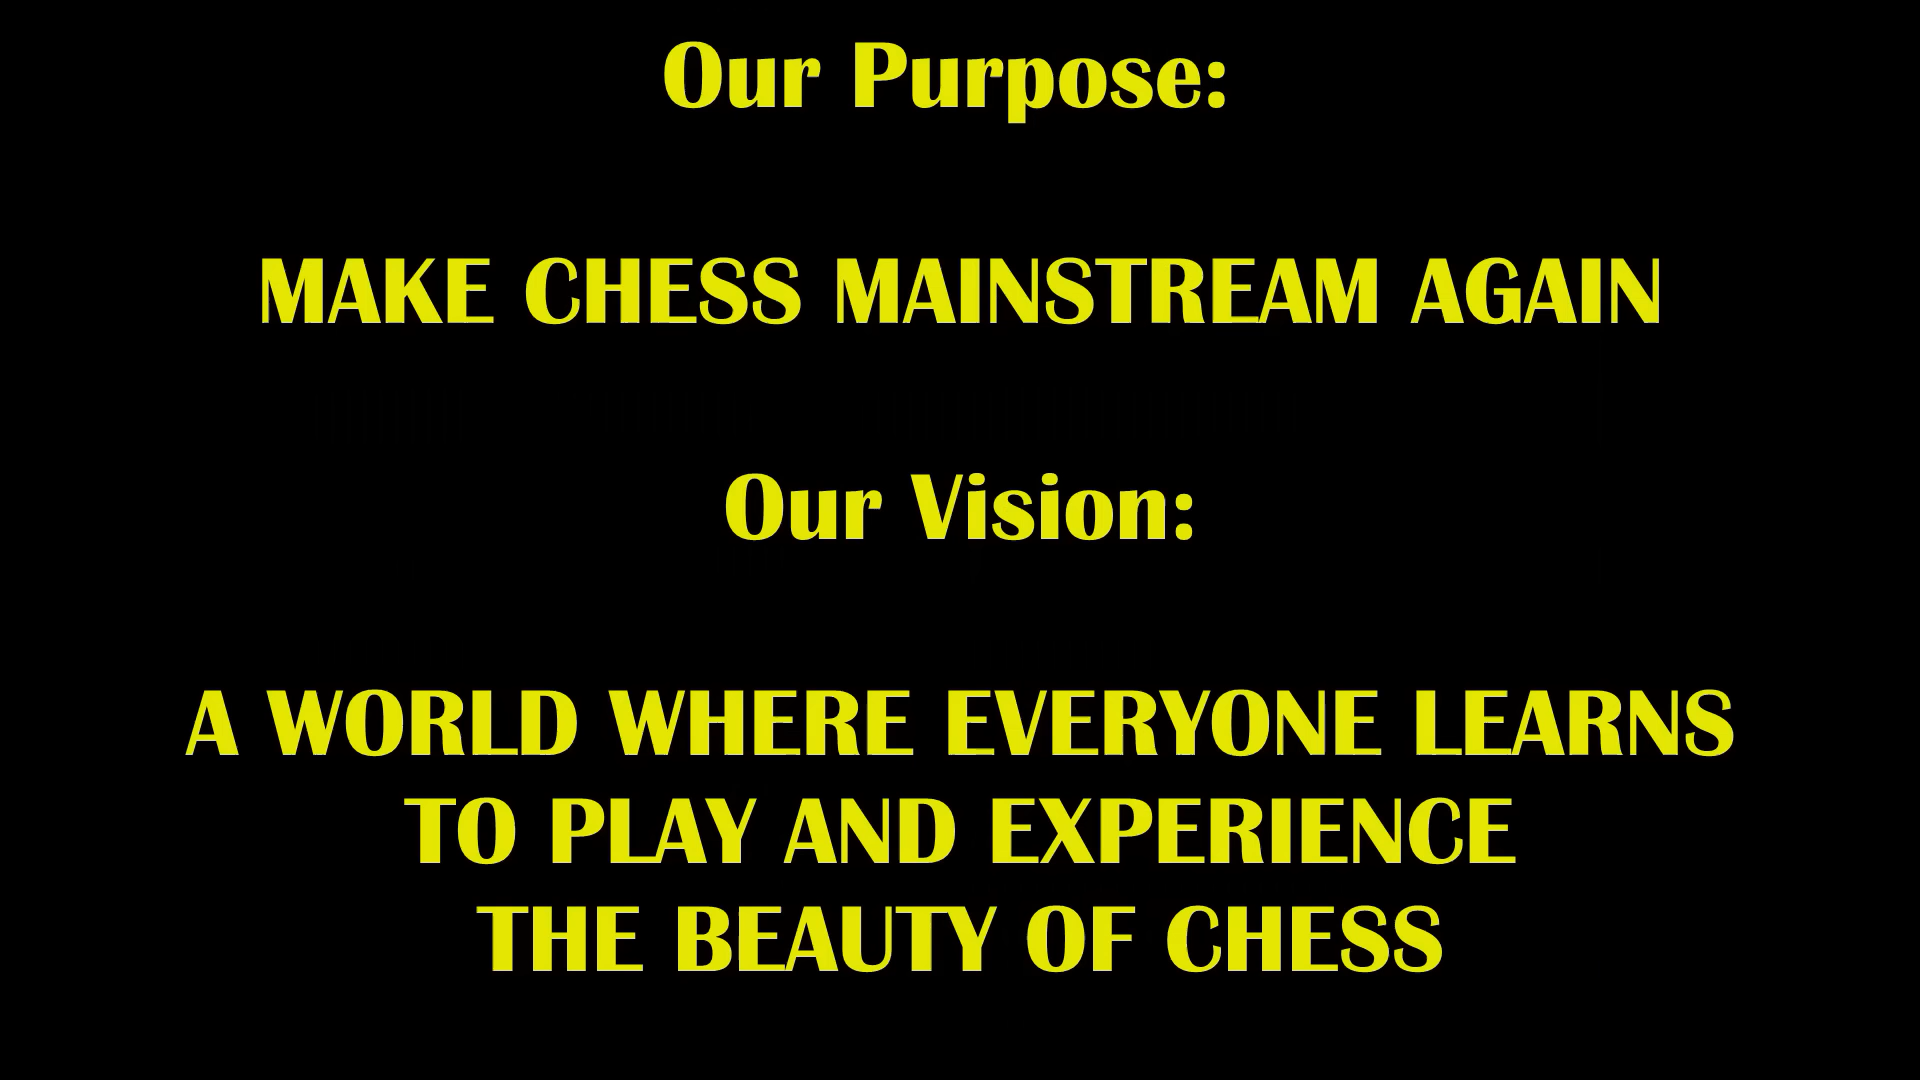 Our Purpose:
MAKE CHESS MAINSTREAM AGAIN
Our Vision:
A WORLD WHERE EVERYONE LEARNS
TO PLAY AND EXPERIENCE
THE BEAUTY OF CHESS